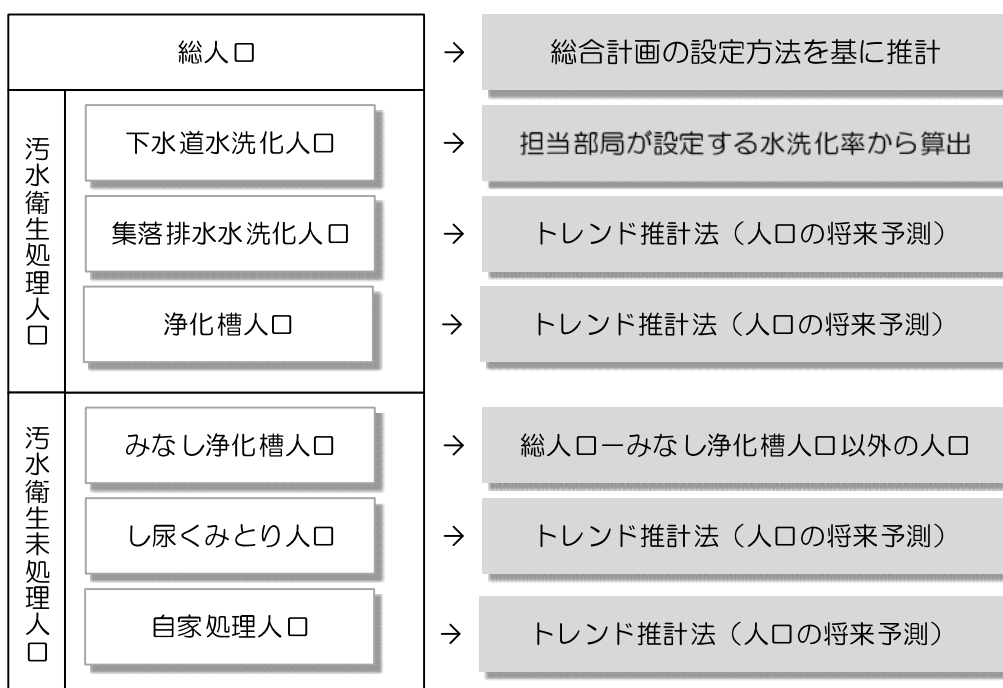 総人口 → 総合計画の設定方法を基に推計
汚水衛生処理人口
下水道水洗化人口 → 担当部局が設定する水洗化率から算出
集落排水水洗化人口 → トレンド推計法（人口の将来予測）
浄化槽人口 → トレンド推計法（人口の将来予測）
汚水衛生未処理人口
みなし浄化槽人口 → 総人口ーみなし浄化槽人口以外の人口
し尿くみとり人口 → トレンド推計法（人口の将来予測）
自家処理人口 → トレンド推計法（人口の将来予測）